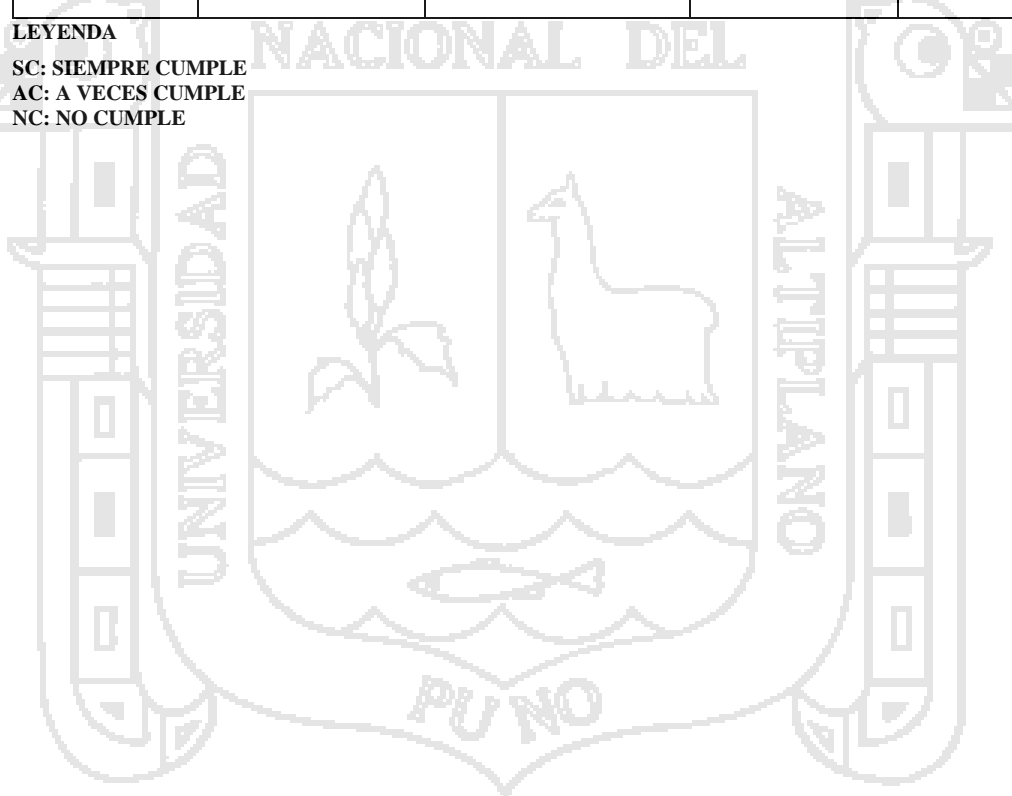 LEYENDA
NACIONAL DEL
SC: SIEMPRE CUMPLE
AC: A VECES CUMPLE
NC: NO CUMPLE
UNIVERSIDAD
ALTIPLANO
PUNO